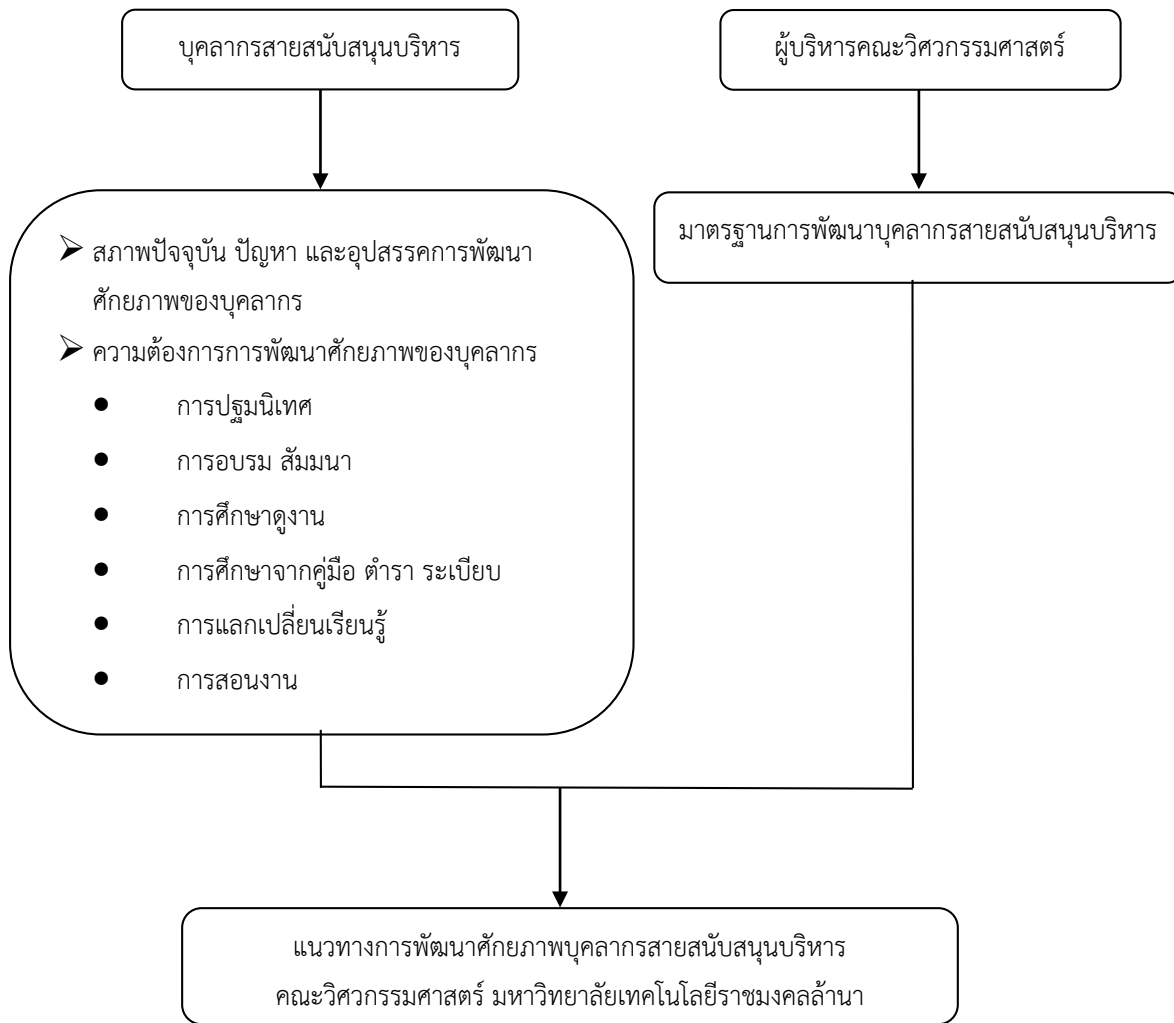 บุคลากรสายสนับสนุนบริหาร
ผู้บริหารคณะวิศวกรรมศาสตร์
➢ สภาพปัจจุบัน ปัญหา และอุปสรรคการพัฒนา
ศักยภาพของบุคลากร
➢ ความต้องการการพัฒนาศักยภาพของบุคลากร
● การปฐมนิเทศ
● การอบรม สัมมนา
● การศึกษาดูงาน
● การศึกษาจากคู่มือ ตำรา ระเบียบ
● การแลกเปลี่ยนเรียนรู้
● การสอนงาน
มาตรฐานการพัฒนาบุคลากรสายสนับสนุนบริหาร
แนวทางการพัฒนาศักยภาพบุคลากรสายสนับสนุนบริหาร
คณะวิศวกรรมศาสตร์ มหาวิทยาลัยเทคโนโลยีราชมงคลล้านนา